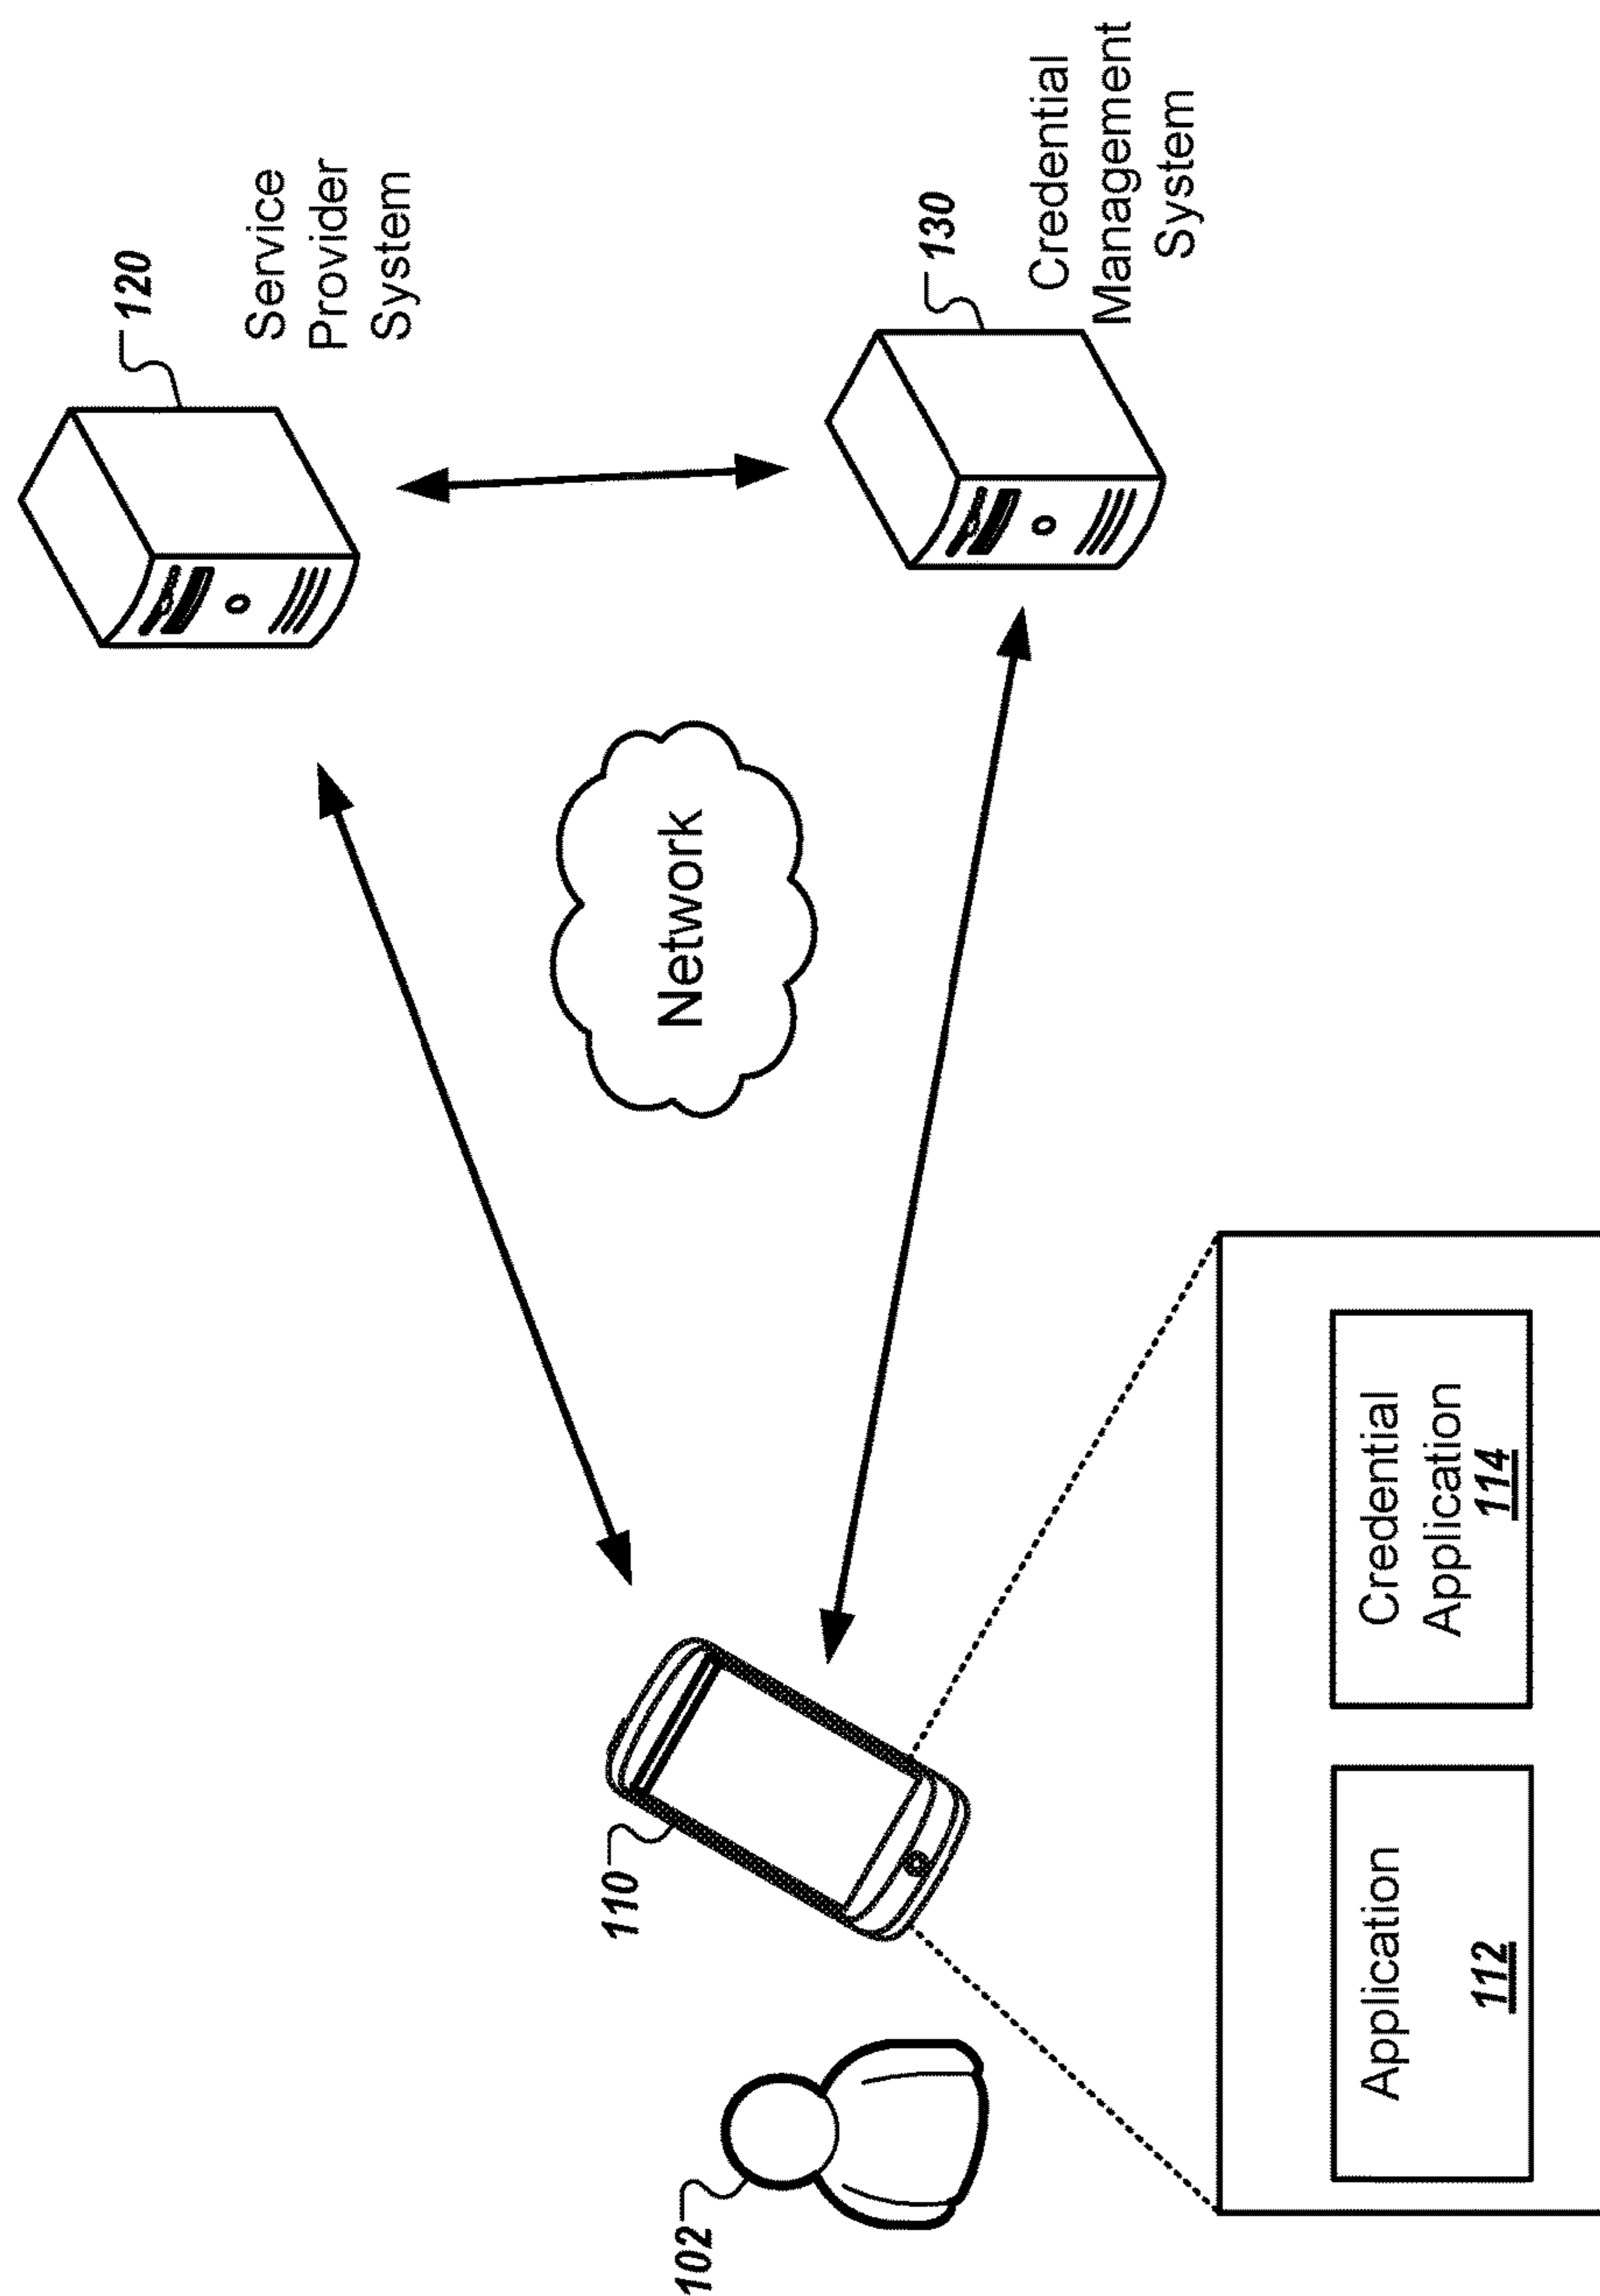 120
Service
Provider
System
Network
130
Credential
Management
System
110
102
Application
112
Credential
Application
114